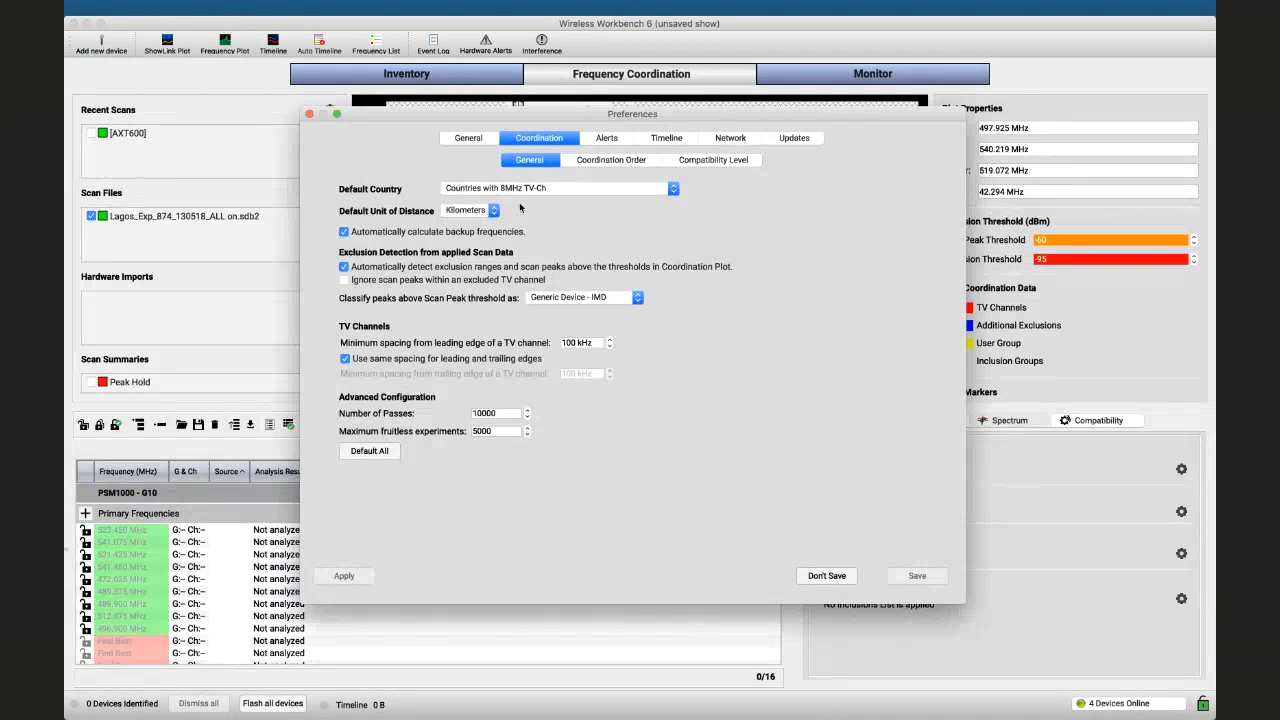 Wireless Workbench 6 (unsaved show)
Add new device
ShowLink Plot
Frequency Plot
Timeline
Auto Timeline
Frequency List
Event Log
Hardware Alerts
Interference
Inventory
Frequency Coordination
Monitor
Recent Scans
[AXT600]
Scan Files
Lagos_Exp_874_130518_ALL on.sdb2
Hardware Imports
Scan Summaries
Peak Hold
Preferences
General
Coordination
Alerts
Timeline
Network
Updates
General
Coordination Order
Compatibility Level
Default Country
Countries with 8MHz TV-Ch
Default Unit of Distance
Kilometers
Automatically calculate backup frequencies.
Exclusion Detection from applied Scan Data
Automatically detect exclusion ranges and scan peaks above the thresholds in Coordination Plot.
Ignore scan peaks within an excluded TV channel
Classify peaks above Scan Peak threshold as:
Generic Device - IMD
TV Channels
Minimum spacing from leading edge of a TV channel:
100 kHz
Use same spacing for leading and trailing edges
Minimum spacing from trailing edge of a TV channel:
100 kHz
Advanced Configuration
Number of Passes:
10000
Maximum fruitless experiments:
5000
Default All
Apply
Don't Save
Save
Plot Properties
497.925 MHz
540.219 MHz
519.072 MHz
42.294 MHz
sion Threshold (dBm)
Peak Threshold
-60
sion Threshold
-95
Coordination Data
TV Channels
Additional Exclusions
User Group
Inclusion Groups
Markers
Spectrum
Compatibility
No Inclusions List is applied
Frequency (MHz)
G & Ch
Source
Analysis Resu
PSM1000 - G10
Primary Frequencies
523.450 MHz G:-- Ch:-- Not analyzed
541.075 MHz G:-- Ch:-- Not analyzed
521.425 MHz G:-- Ch:-- Not analyzed
541.480 MHz G:-- Ch:-- Not analyzed
472.025 MHz G:-- Ch:-- Not analyzed
489.375 MHz G:-- Ch:-- Not analyzed
489.900 MHz G:-- Ch:-- Not analyzed
512.875 MHz G:-- Ch:-- Not analyzed
496.900 MHz G:-- Ch:-- Not analyzed
Find Best G:-- Ch:-- Not analyzed
Find Best G:-- Ch:-- Not analyzed
0/16
0 Devices Identified
Dismiss all
Flash all devices
Timeline 0 B
4 Devices Online